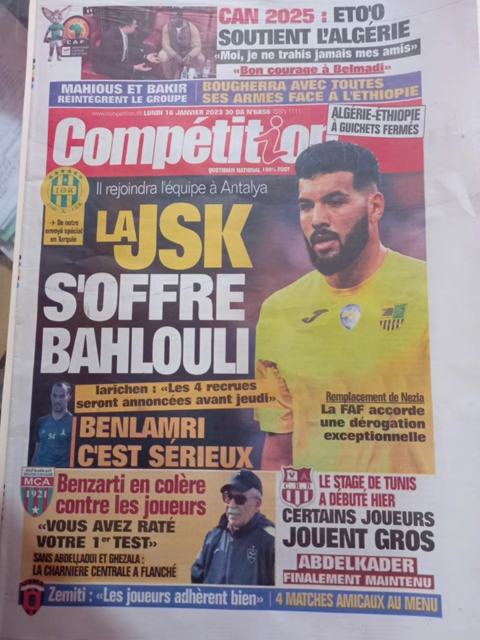 CAN 2025 : ETO'O
SOUTIENT L'ALGÉRIE
«Moi, je ne trahis jamais mes amis»
«Bon courage à Belmadi»
MAHIOUS ET BAKIR
RÉINTÈGRENT LE GROUPE
BOUGHERRA AVEC TOUTES
SES ARMES FACE À L'ETHIOPIE
LUNDI 16 JANVIER 2023 30 DA N°5858
ALGÉRIE-ÉTHIOPIE
À GUICHETS FERMÉS
Compétition
QUOTIDIEN NATIONAL 100% FOOT
Il rejoindra l'équipe à Antalya
De notre
envoyé spécial
en Turquie
LA JSK
S'OFFRE
BAHLOULI
Iarichen : «Les 4 recrues
seront annoncées avant jeudi»
BENLAMRI
C'EST SÉRIEUX
Remplacement de Nezla
La FAF accorde
une dérogation
exceptionnelle
MCA
1921
Benzarti en colère
contre les joueurs
«VOUS AVEZ RATÉ
VOTRE 1er TEST»
SANS ABDELLAOUI ET GHEZALA :
LA CHARNIÈRE CENTRALE A FLANCHÉ
LE STAGE DE TUNIS
A DÉBUTÉ HIER
CERTAINS JOUEURS
JOUENT GROS
ABDELKADER
FINALEMENT MAINTENU
Zemiti : «Les joueurs adhèrent bien»
4 MATCHES AMICAUX AU MENU